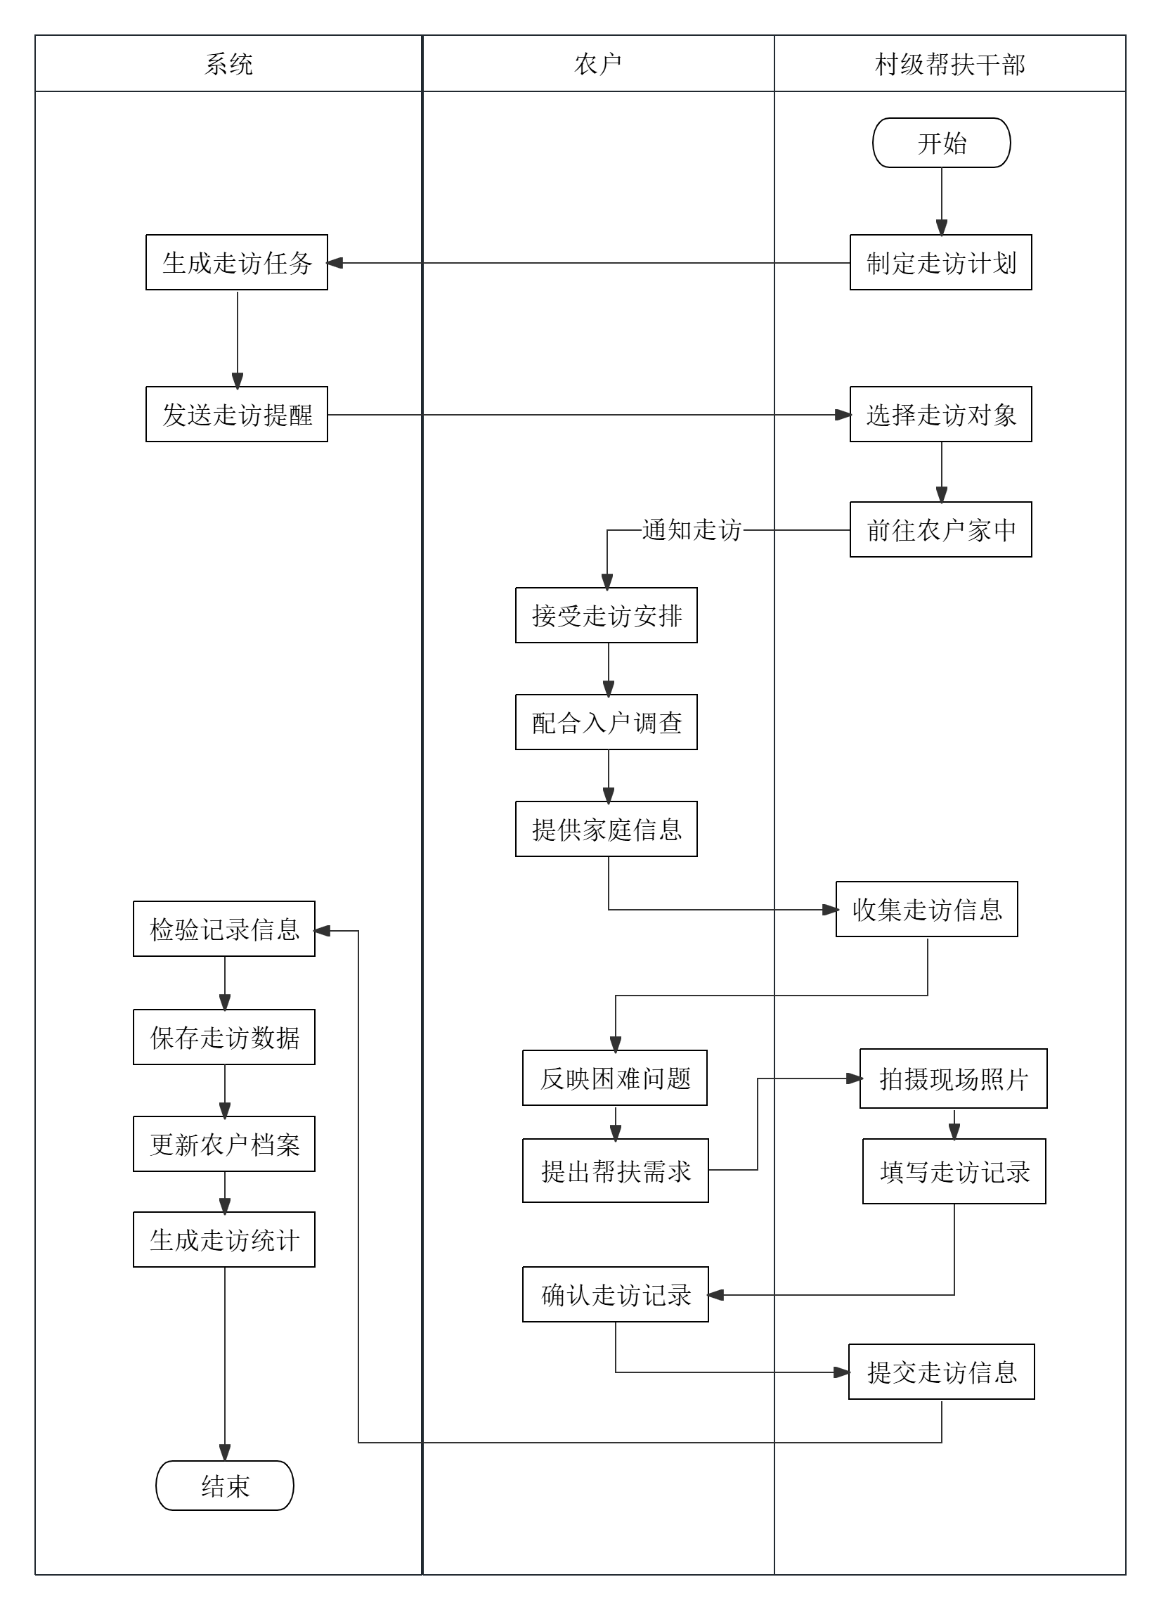 系统
农户
村级帮扶干部
开始
生成走访任务
制定走访计划
发送走访提醒
选择走访对象
通知走访
前往农户家中
接受走访安排
配合入户调查
提供家庭信息
收集走访信息
检验记录信息
保存走访数据
反映困难问题
拍摄现场照片
更新农户档案
提出帮扶需求
填写走访记录
生成走访统计
确认走访记录
提交走访信息
结束